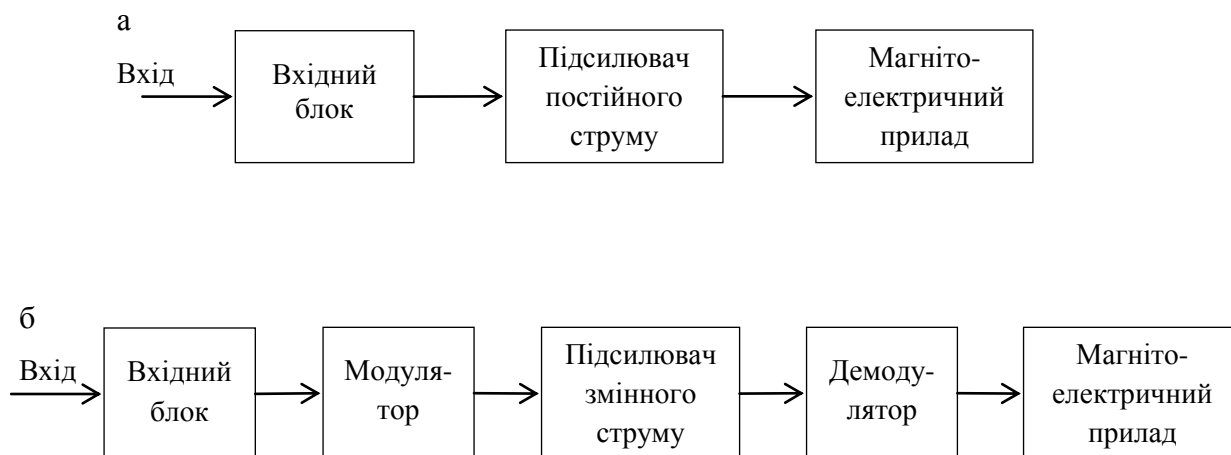 а
Вхід
Вхідний
блок
Підсилювач
постійного
струму
Магніто-
електричний
прилад
б
Вхід
Вхідний
блок
Модуля-
тор
Підсилювач
змінного
струму
Демоду-
лятор
Магніто-
електричний
прилад